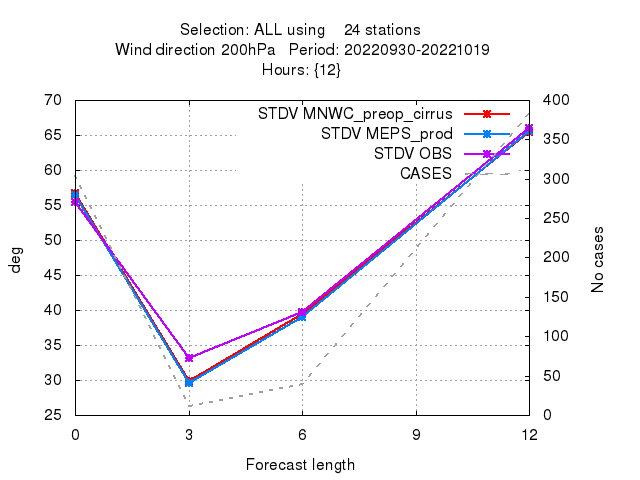 Selection: ALL using    24 stations
Wind direction 200hPa   Period: 20220930-20221019
Hours: {12}
70 400
STDV MNWC_preop_cirrus
65 350
STDV MEPS_prod
STDV OBS
60 300
CASES
55 250
50 200
deg
No cases
45 150
40 100
35
30 50
25 0
0 3 6 9 12
Forecast length